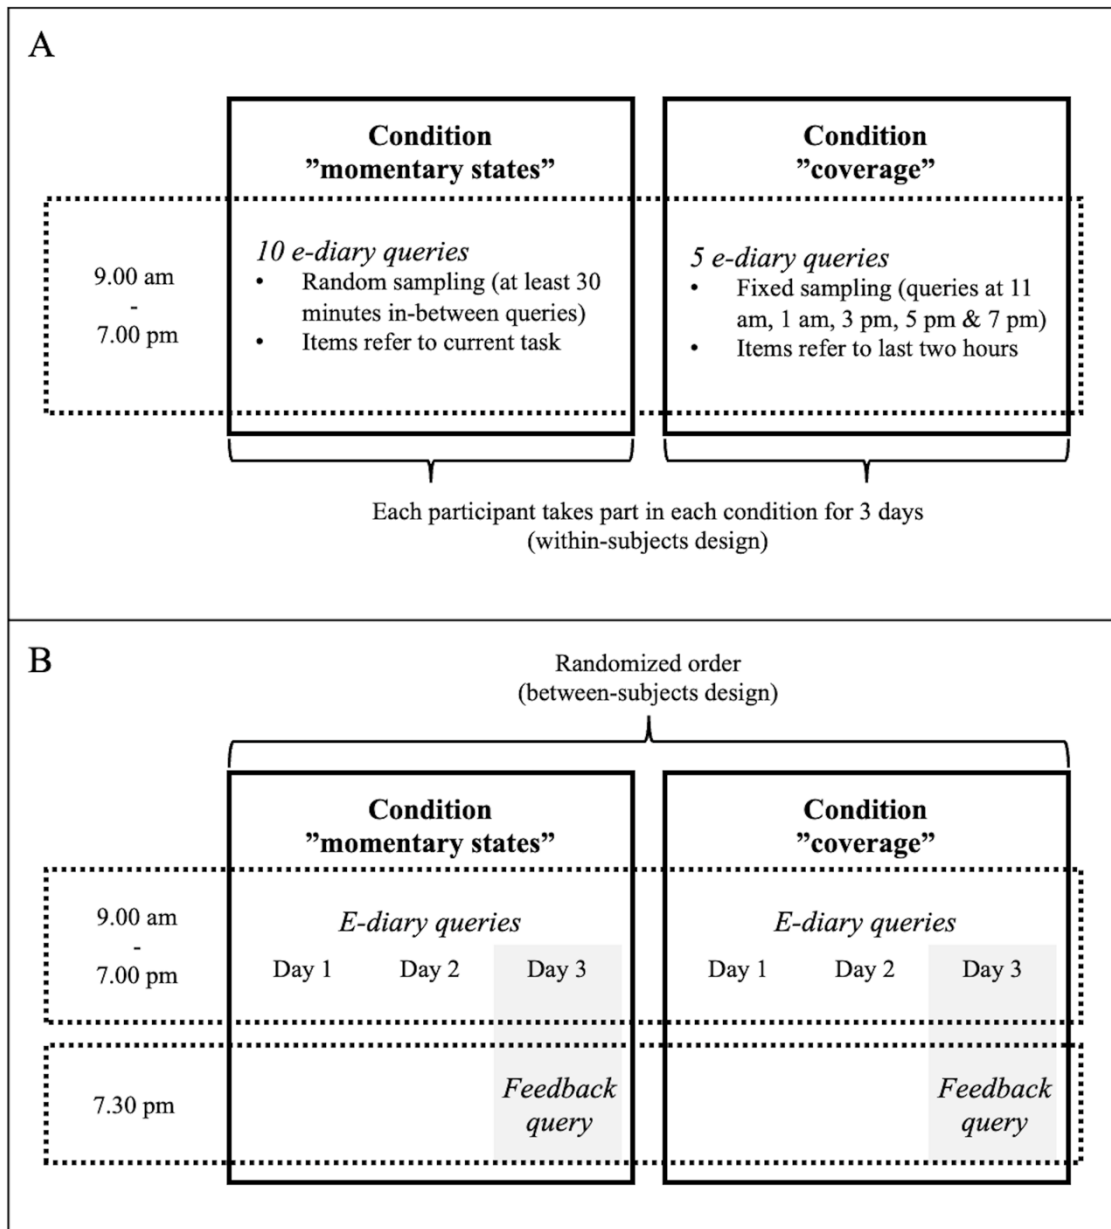 A
Condition
”momentary states”
Condition
”coverage”
9.00 am
-
7.00 pm
10 e-diary queries
• Random sampling (at least 30
minutes in-between queries)
• Items refer to current task
5 e-diary queries
• Fixed sampling (queries at 11
am, 1 am, 3 pm, 5 pm & 7 pm)
• Items refer to last two hours
Each participant takes part in each condition for 3 days
(within-subjects design)
B
Randomized order
(between-subjects design)
Condition
”momentary states”
Condition
”coverage”
9.00 am
-
7.00 pm
E-diary queries
Day 1 Day 2 Day 3
E-diary queries
Day 1 Day 2 Day 3
7.30 pm
Feedback
query
Feedback
query